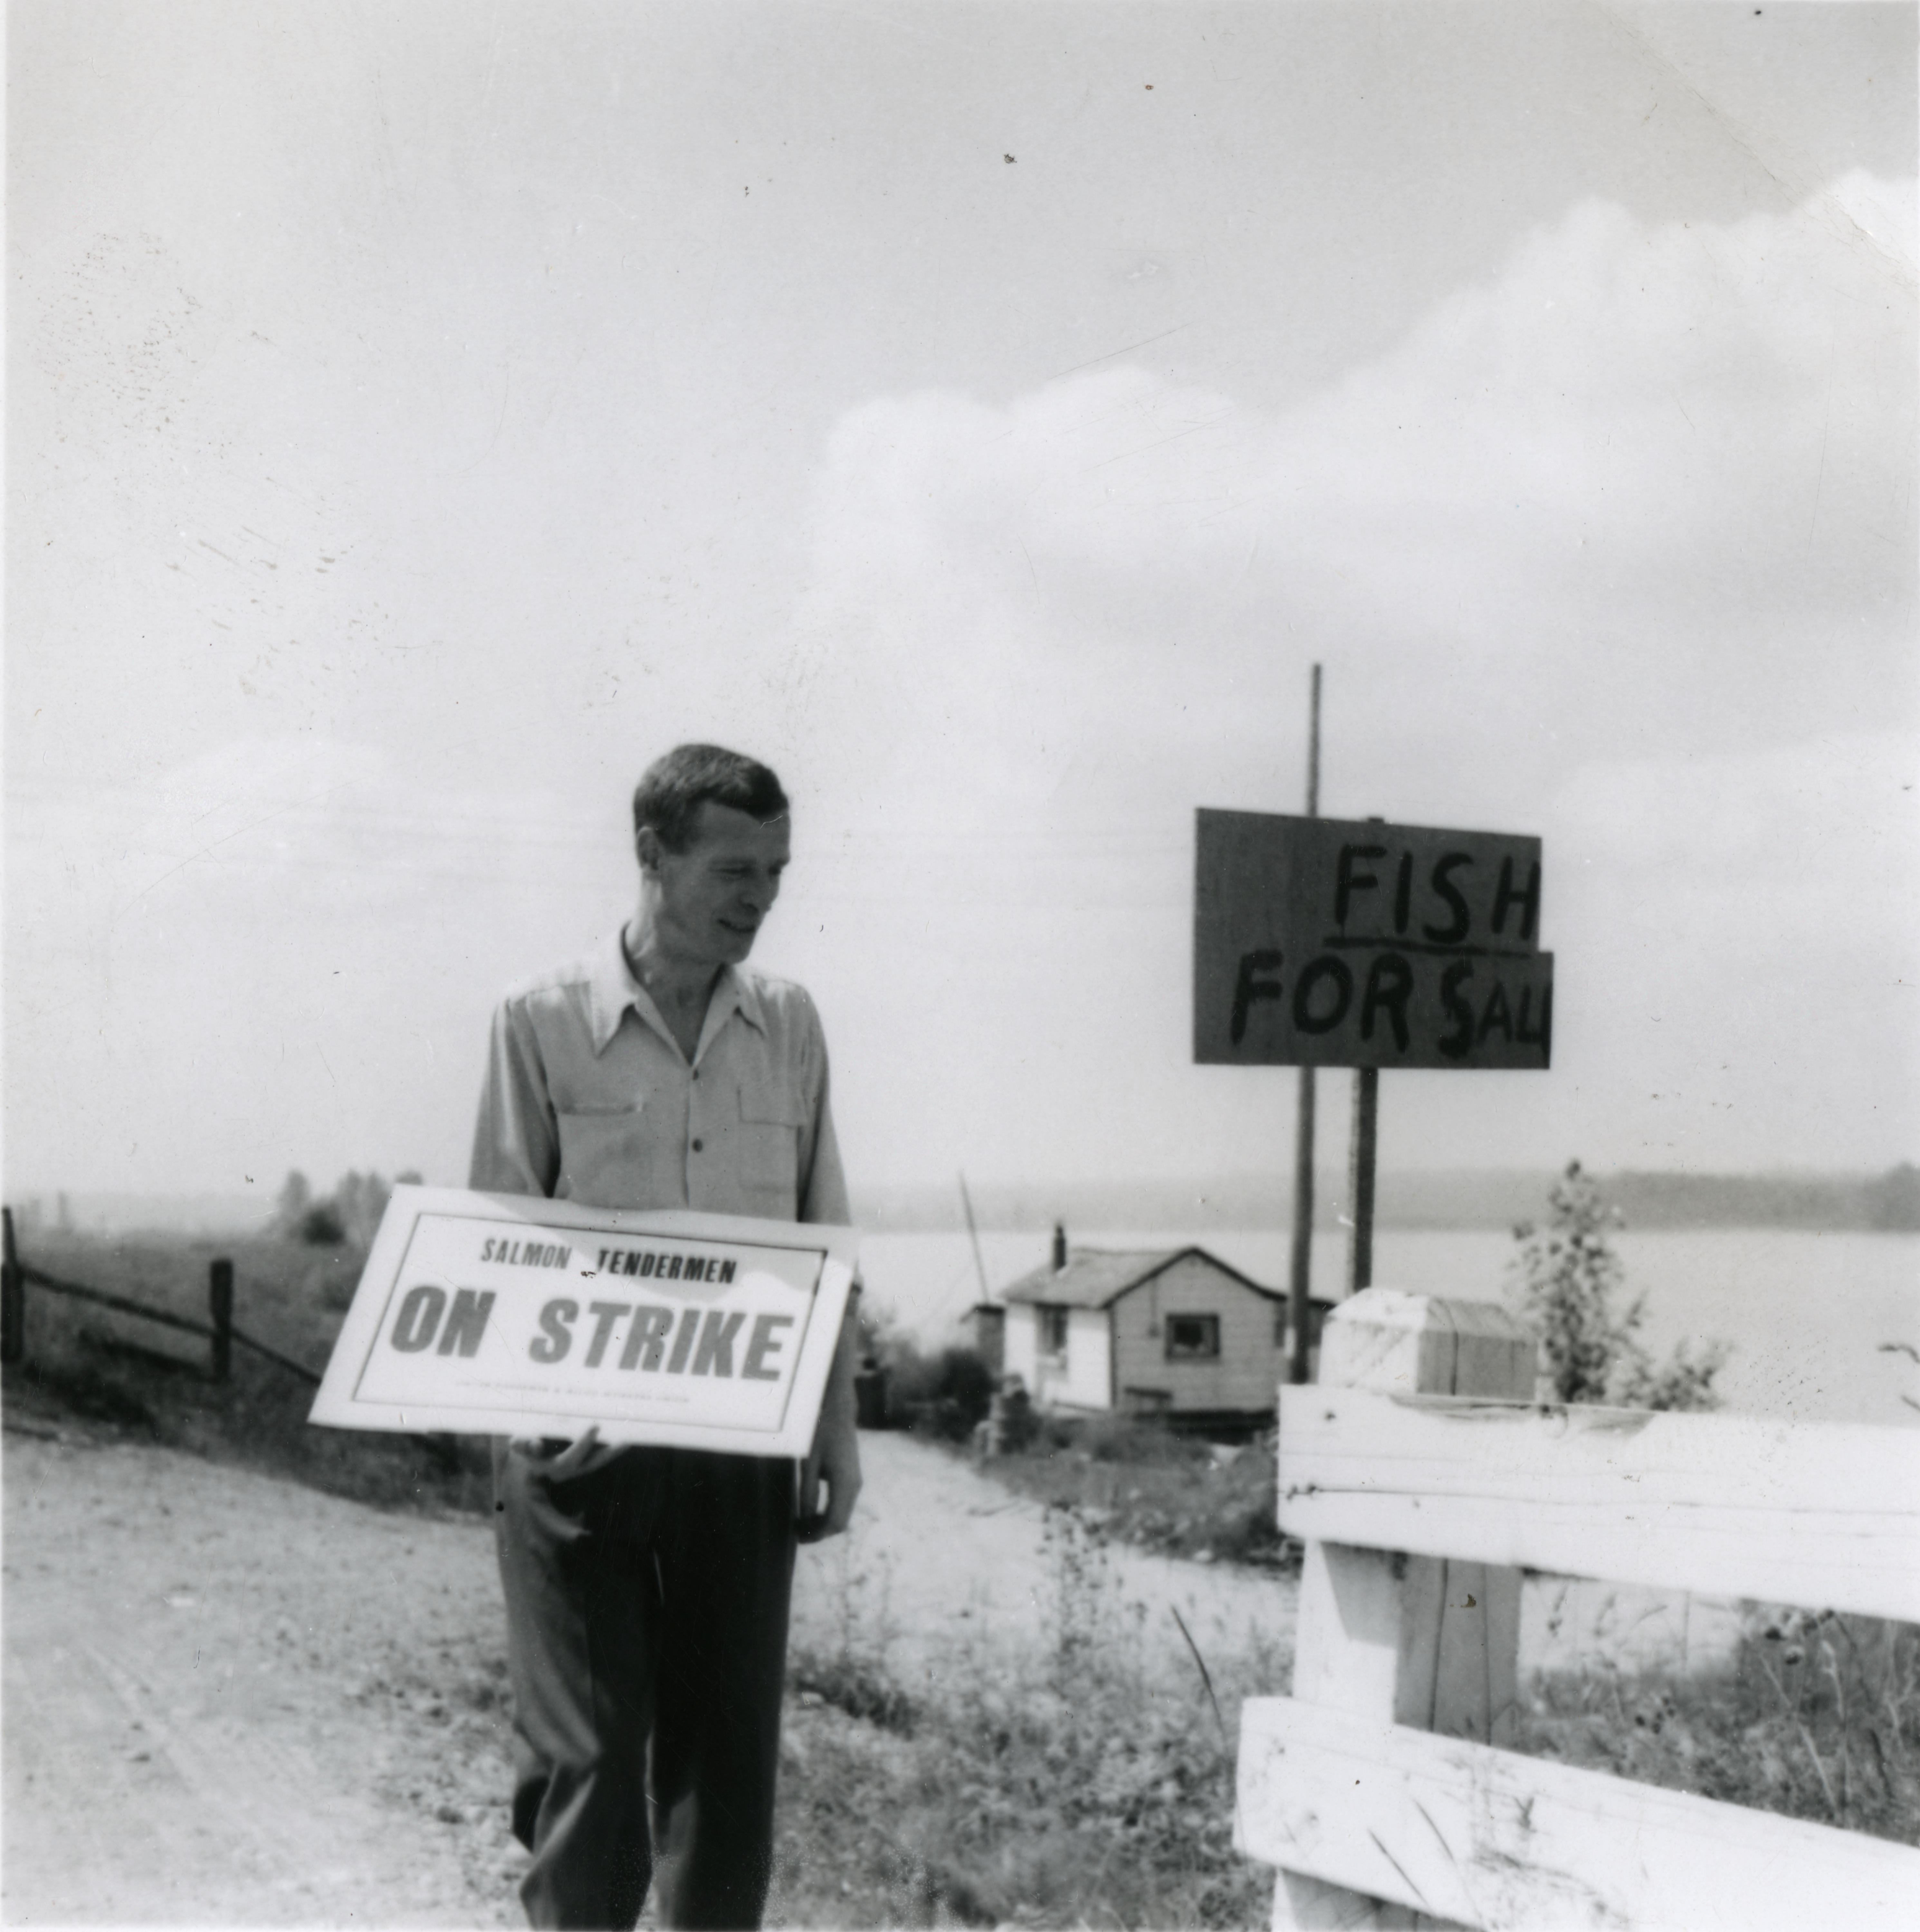 SALMON TENDERMEN
ON STRIKE
FISH
FOR SAL